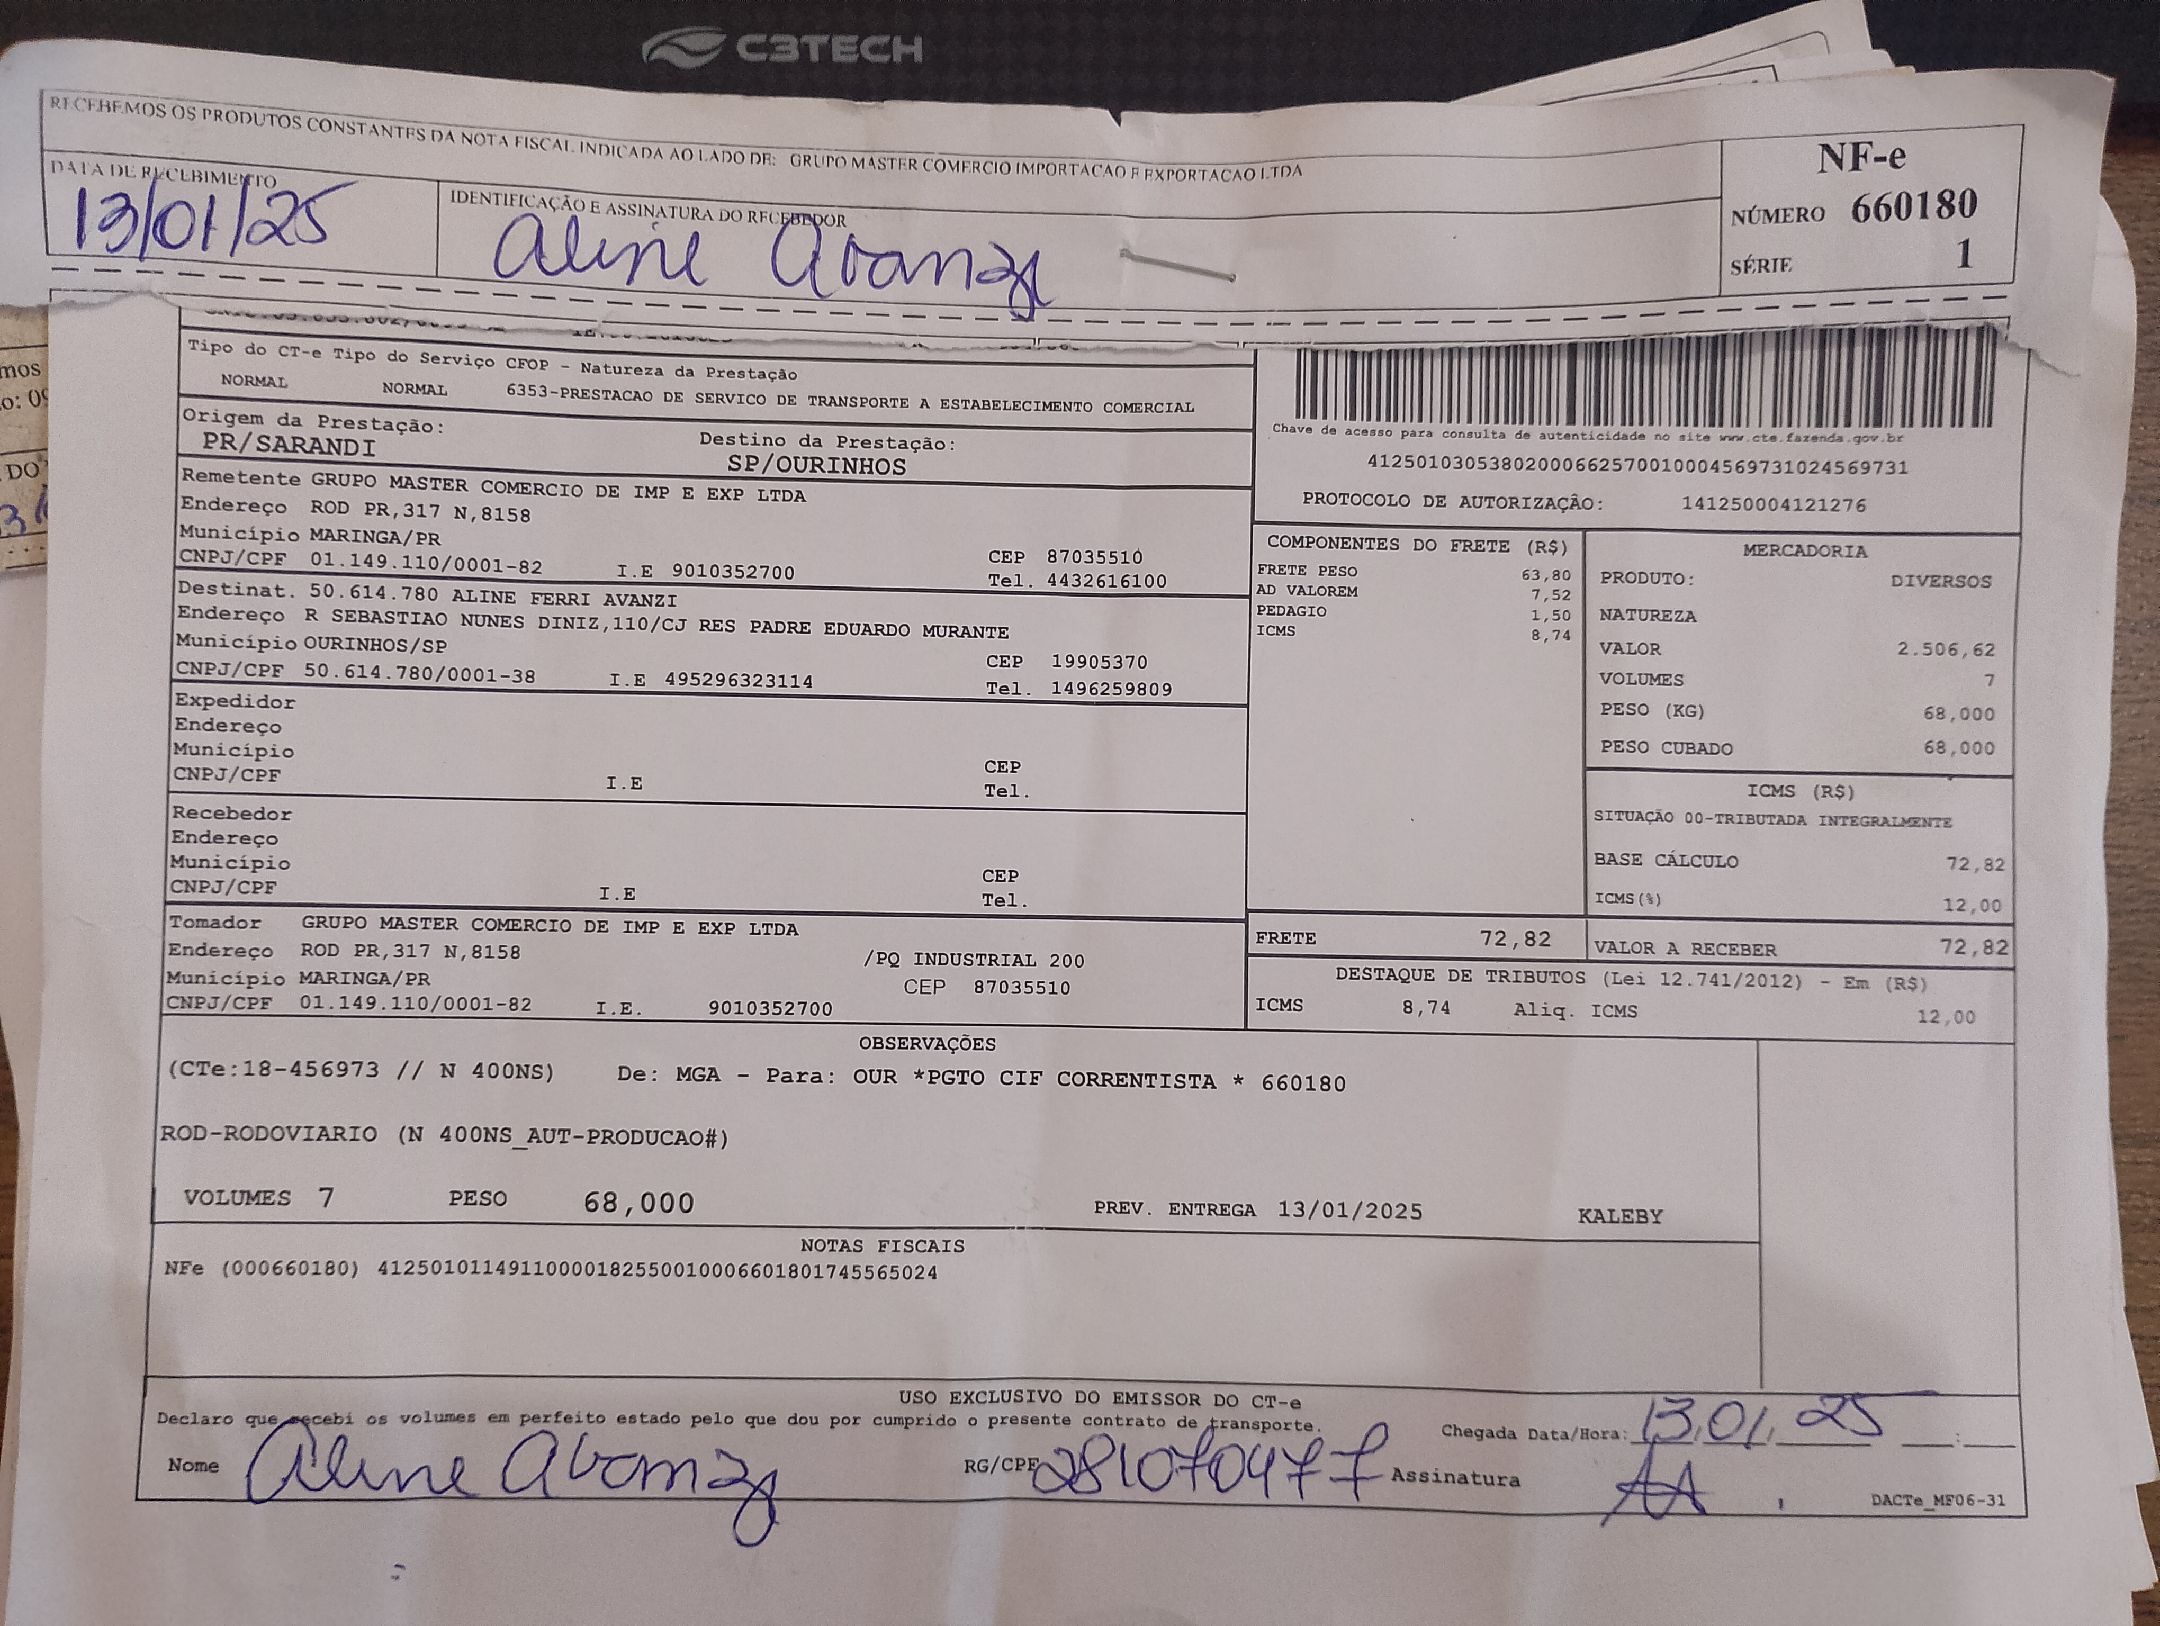 C3TECH
RECEBEMOS OS PRODUTOS CONSTANTES DA NOTA FISCAL INDICADA AO LADO DE: GRUPO MASTER COMERCIO IMPORTACAO E EXPORTACAO LTDA
DATA DE RECEBIMENTO
13/01/25
IDENTIFICAÇÃO E ASSINATURA DO RECEBEDOR
Aline Avanzi
NF-e
NÚMERO 660180
SÉRIE 1
Tipo do CT-e Tipo do Serviço CFOP - Natureza da Prestação
NORMAL NORMAL 6353-PRESTACAO DE SERVICO DE TRANSPORTE A ESTABELECIMENTO COMERCIAL
Origem da Prestação:
PR/SARANDI
Destino da Prestação:
SP/OURINHOS
Chave de acesso para consulta de autenticidade no site www.cte.fazenda.gov.br
41250103053802000662570010004569731024569731
PROTOCOLO DE AUTORIZAÇÃO: 141250004121276
Remetente GRUPO MASTER COMERCIO DE IMP E EXP LTDA
Endereço ROD PR,317 N,8158
Município MARINGA/PR
CEP 87035510
CNPJ/CPF 01.149.110/0001-82 I.E 9010352700 Tel. 4432616100
Destinat. 50.614.780 ALINE FERRI AVANZI
Endereço R SEBASTIAO NUNES DINIZ,110/CJ RES PADRE EDUARDO MURANTE
Município OURINHOS/SP
CEP 19905370
CNPJ/CPF 50.614.780/0001-38 I.E 495296323114 Tel. 1496259809
Expedidor
Endereço
Município
CEP
CNPJ/CPF I.E Tel.
Recebedor
Endereço
Município
CEP
CNPJ/CPF I.E Tel.
Tomador GRUPO MASTER COMERCIO DE IMP E EXP LTDA
Endereço ROD PR,317 N,8158 /PQ INDUSTRIAL 200
Município MARINGA/PR CEP 87035510
CNPJ/CPF 01.149.110/0001-82 I.E. 9010352700
COMPONENTES DO FRETE (R$)
FRETE PESO 63,80
AD VALOREM 7,52
PEDAGIO 1,50
ICMS 8,74
MERCADORIA
PRODUTO: DIVERSOS
NATUREZA
VALOR 2.506,62
VOLUMES 7
PESO (KG) 68,000
PESO CUBADO 68,000
ICMS (R$)
SITUAÇÃO 00-TRIBUTADA INTEGRALMENTE
BASE CÁLCULO 72,82
ICMS(%) 12,00
FRETE 72,82
VALOR A RECEBER 72,82
DESTAQUE DE TRIBUTOS (Lei 12.741/2012) - Em (R$)
ICMS 8,74 Aliq. ICMS 12,00
OBSERVAÇÕES
(CTe:18-456973 // N 400NS) De: MGA - Para: OUR *PGTO CIF CORRENTISTA * 660180
ROD-RODOVIARIO (N 400NS_AUT-PRODUCAO#)
VOLUMES 7 PESO 68,000 PREV. ENTREGA 13/01/2025 KALEBY
NOTAS FISCAIS
NFe (000660180) 41250101149110000182550010006601801745565024
USO EXCLUSIVO DO EMISSOR DO CT-e
Declaro que recebi os volumes em perfeito estado pelo que dou por cumprido o presente contrato de transporte.
Chegada Data/Hora: 13,01,25 :
Nome Aline Avanzi RG/CPF 281070477 Assinatura AA
DACTe_MF06-31